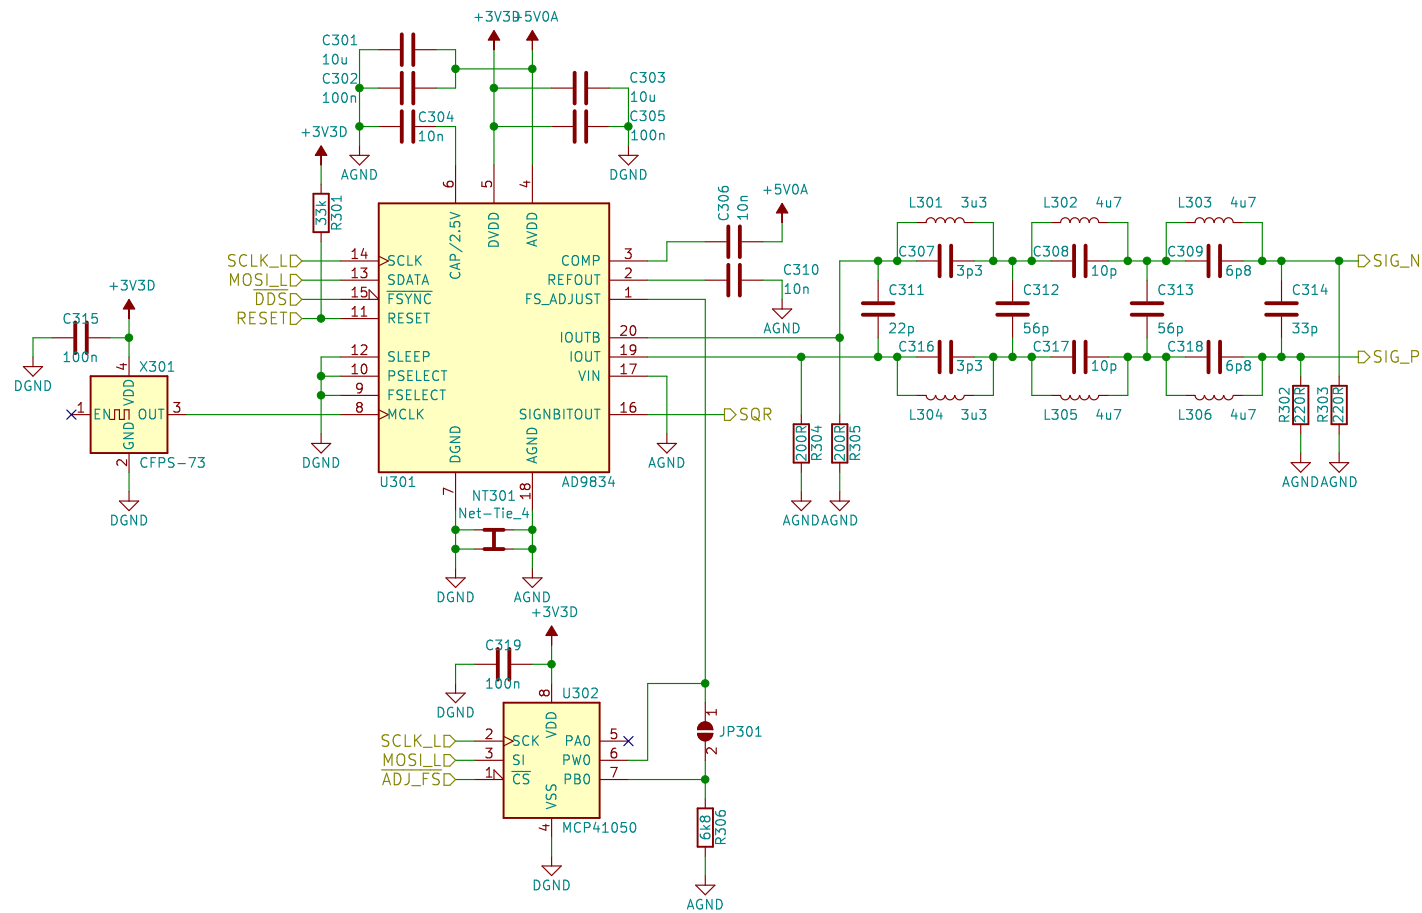 +3V3D
+5V0A
C301
10u
C302
100n
C304
10n
C303
10u
C305
100n
AGND
DGND
+3V3D
33k
R301
6
5
4
CAP/2.5V
DVDD
AVDD
SCLK_L
14
SCLK
MOSI_L
13
SDATA
DDS
15
FSYNC
RESET
11
RESET
12
SLEEP
10
PSELECT
9
FSELECT
8
MCLK
DGND
COMP
3
REFOUT
2
FS_ADJUST
1
IOUTB
20
IOUT
19
VIN
17
SIGNBITOUT
16
SQR
AGND
DGND
AGND
7
18
U301
AD9834
NT301
Net-Tie_4
DGND
AGND
C306
10n
+5V0A
C310
10n
AGND
200R
R304
200R
R305
AGND
AGND
L301
3u3
L302
4u7
L303
4u7
C307
3p3
C308
10p
C309
6p8
SIG_N
C311
22p
C312
56p
C313
56p
C314
33p
C316
3p3
C317
10p
C318
6p8
SIG_P
L304
3u3
L305
4u7
L306
4u7
R302
220R
R303
220R
AGND
AGND
+3V3D
C315
100n
DGND
X301
4
VDD
1
EN
OUT
3
GND
2
CFPS-73
DGND
+3V3D
C319
100n
DGND
8
U302
VDD
SCLK_L
2
SCK
MOSI_L
3
SI
ADJ_FS
1
CS
PA0
5
PW0
6
PB0
7
VSS
4
MCP41050
DGND
1
JP301
2
6k8
R306
AGND